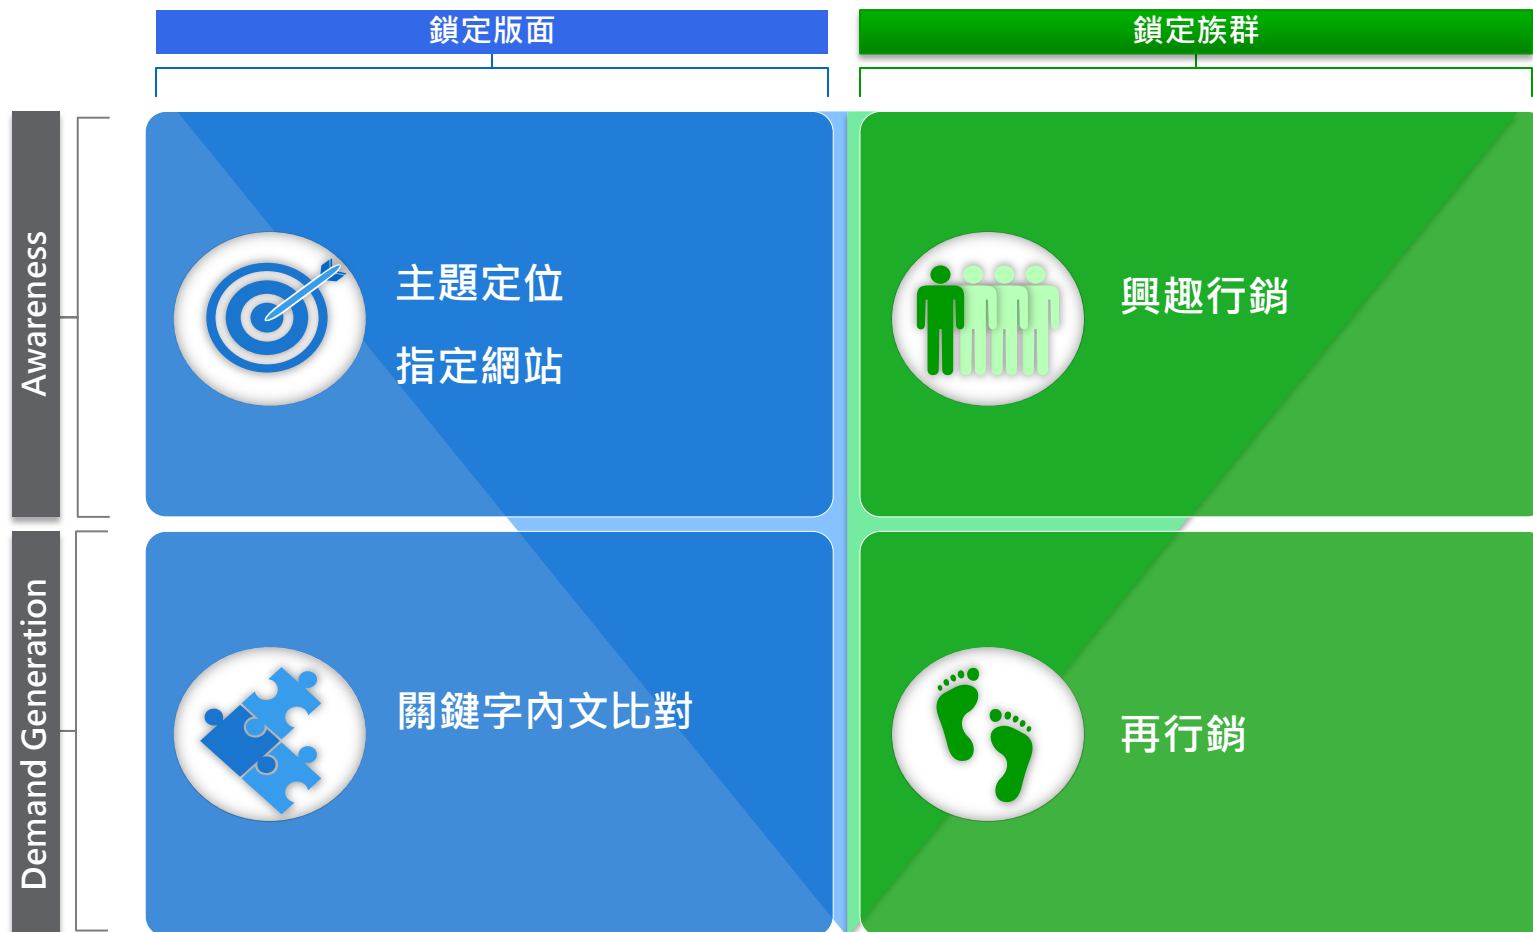 鎖定版面
鎖定族群
Awareness
主題定位
指定網站
興趣行銷
Demand Generation
關鍵字內文比對
再行銷